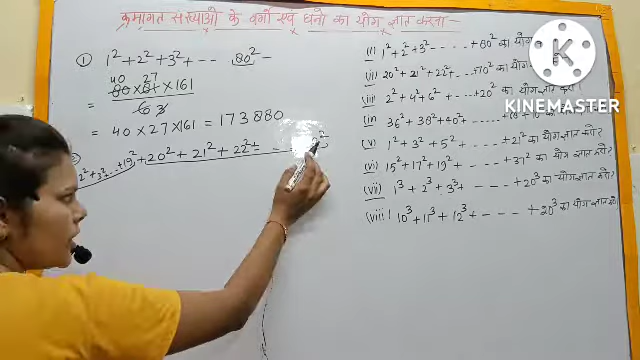 क्रमागत संख्याओं के वर्गों एवं घनों का योग ज्ञात करना
① 1² + 2² + 3² + - - - 80² -
40 27
= 80 × 81 × 161
6 3
= 40 × 27 × 161 = 173880
2² + 3² + ... + 19² + 20² + 21² + 22² +
(i) 1² + 2² + 3² - - - - + 80² का योग
(ii) 20² + 21² + 22² + .... + 70² का योग
(iii) 2² + 4² + 6² + .... + 20² का योग
(iv 36² + 38² + 40² +
(v) 1² + 3² + 5² + ..... + 21² का योग ज्ञात करो?
(vi) 15² + 17² + 19² + ..... + 37² का योग ज्ञात करो?
(vii) 1³ + 2³ + 3³ + - - - - + 20³ का योग ज्ञात करो?
(viii) 10³ + 11³ + 12³ + - - - - + 20³ का योग ज्ञात करो
KINEMASTER